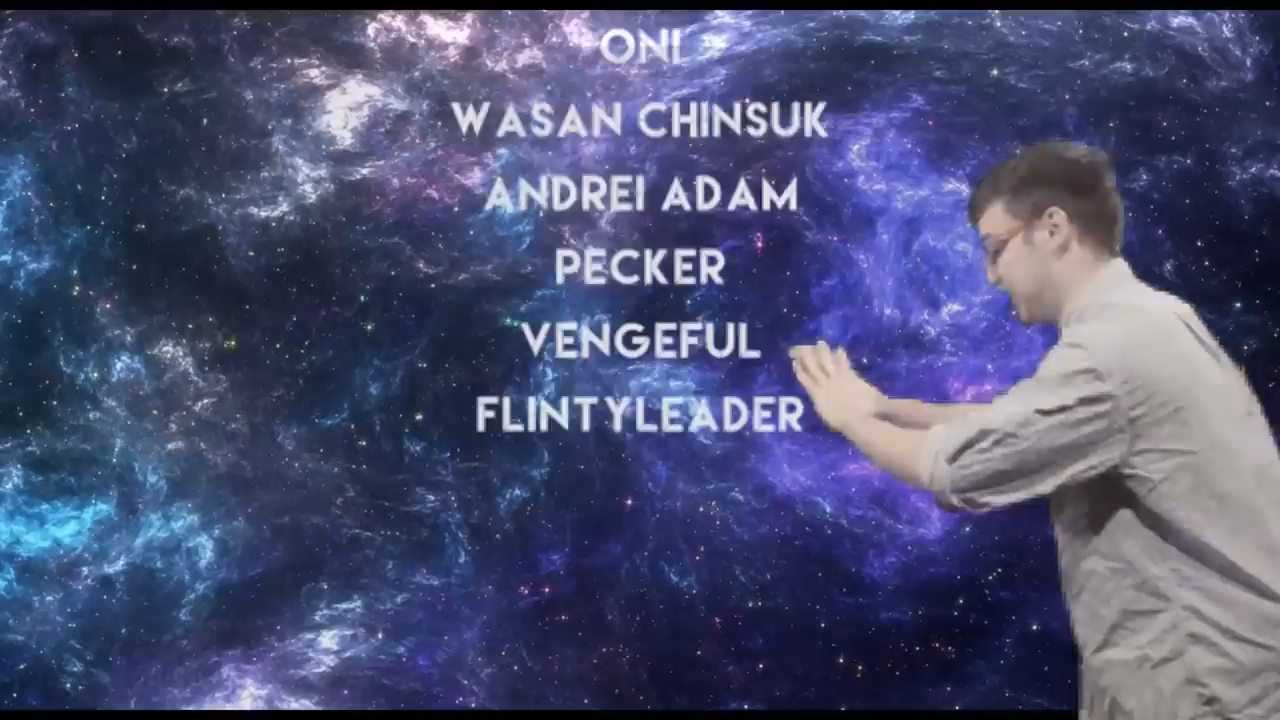 ONI
WASAN CHINSUK
ANDREI ADAM
PECKER
VENGEFUL
FLINTYLEADER